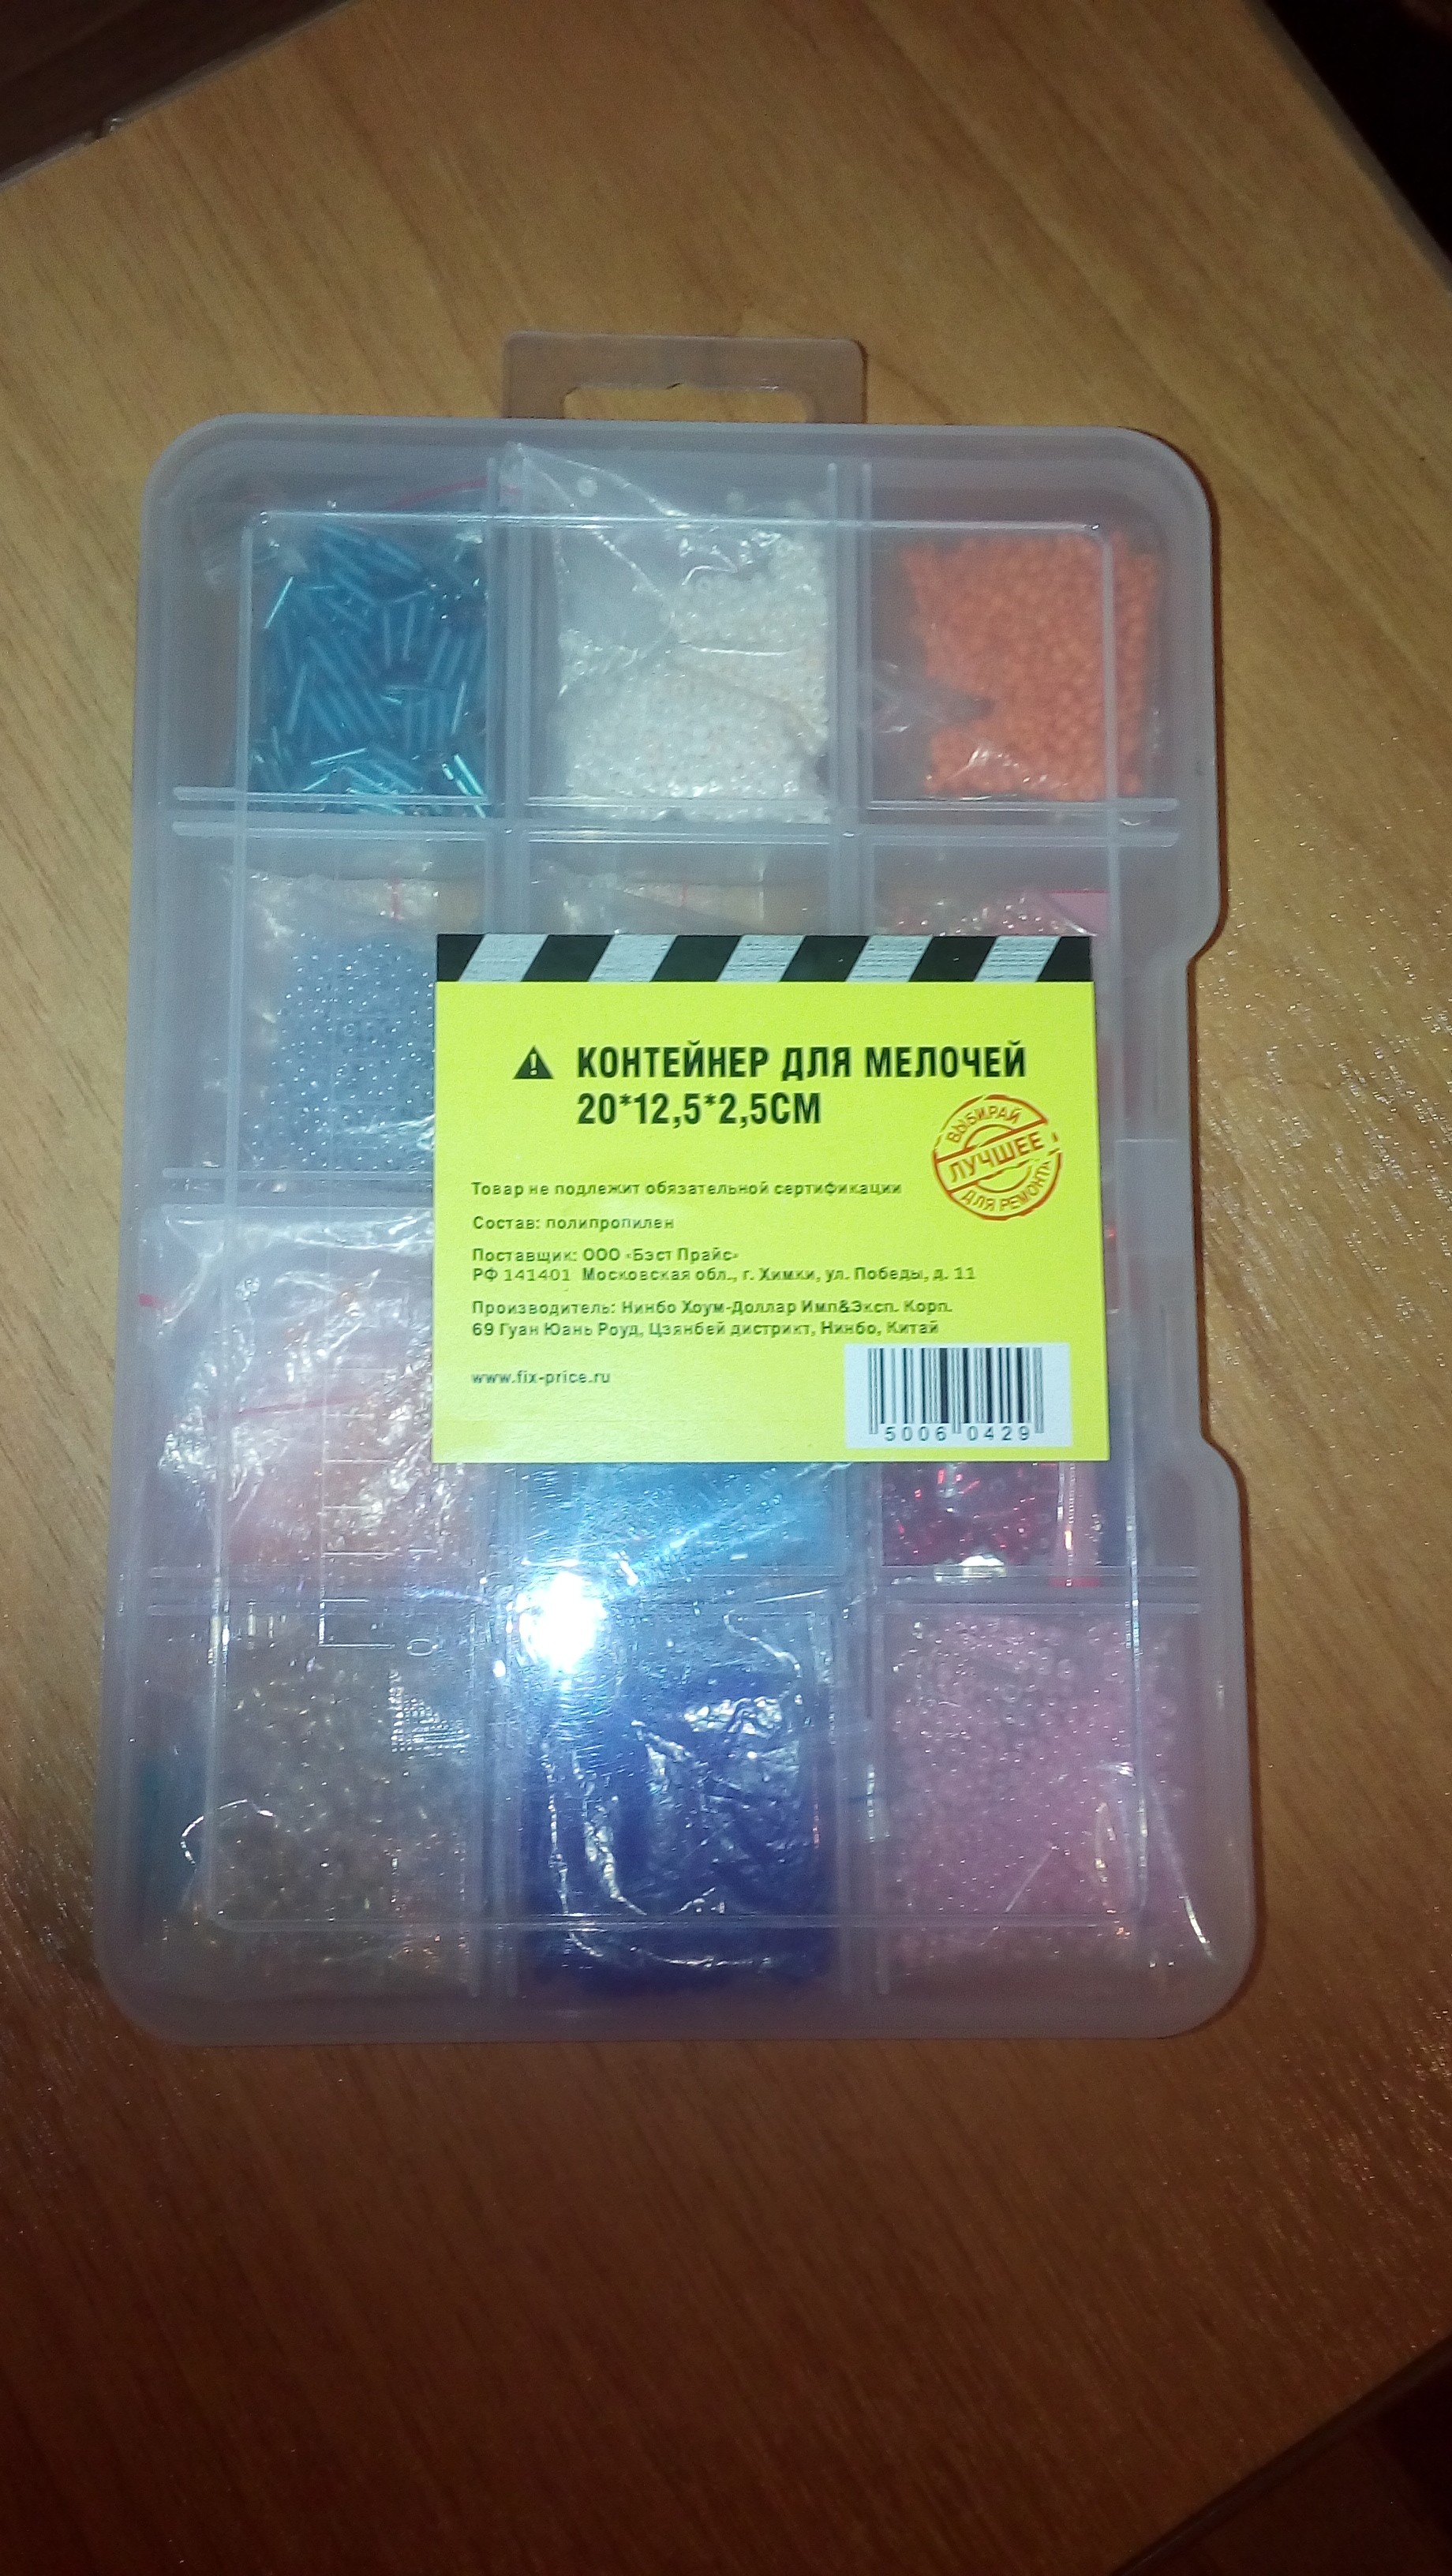 КОНТЕЙНЕР ДЛЯ МЕЛОЧЕЙ
20*12,5*2,5СМ
ВЫБИРАЙ
ЛУЧШЕЕ
ДЛЯ РЕМОНТА
Товар не подлежит обязательной сертификации
Состав: полипропилен
Поставщик: ООО «Бэст Прайс»
РФ 141401 Московская обл., г. Химки, ул. Победы, д. 11
Производитель: Нинбо Хоум-Доллар Имп&Эксп. Корп.
69 Гуан Юань Роуд, Цзянбей дистрикт, Нинбо, Китай
www.fix-price.ru
5006 0429
0